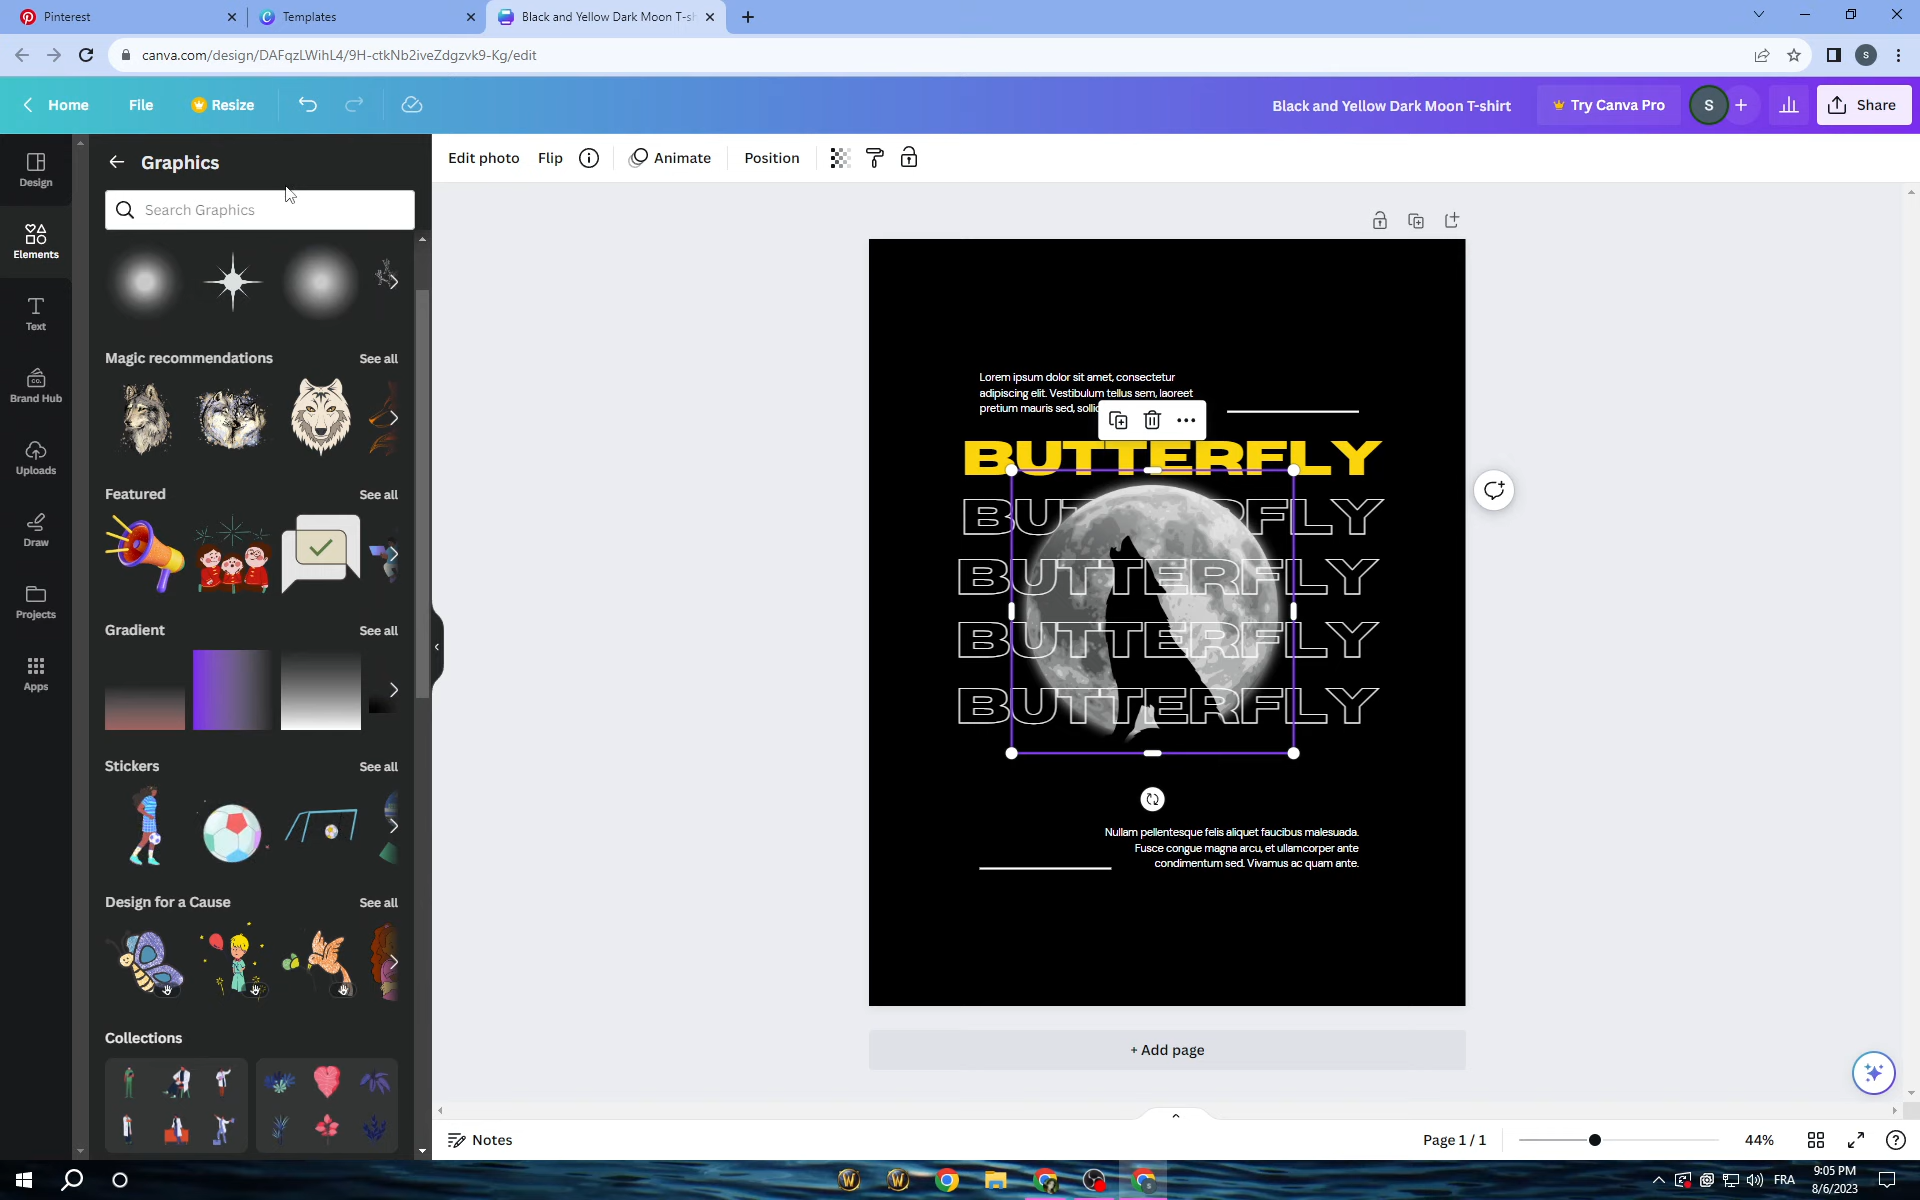 Pinterest
Templates
Black and Yellow Dark Moon T-sh
canva.com/design/DAFqzLWihL4/9H-ctkNb2iveZdgzvk9-Kg/edit
S
Home
File
Resize
Black and Yellow Dark Moon T-shirt
Try Canva Pro
S
Share
Design
Elements
Text
Brand Hub
CO.
Uploads
Draw
Projects
Apps
Graphics
Search Graphics
Magic recommendations
See all
Featured
See all
Gradient
See all
Stickers
See all
Design for a Cause
See all
Collections
Edit photo
Flip
Animate
Position
Lorem ipsum dolor sit amet, consectetur
adipiscing elit. Vestibulum tellus sem, laoreet
pretium mauris sed, sollic
BUTTERFLY
BUTTERFLY
BUTTERFLY
BUTTERFLY
BUTTERFLY
Nullam pellentesque felis aliquet faucibus malesuada.
Fusce congue magna arcu, et ullamcorper ante
condimentum sed. Vivamus ac quam ante.
+ Add page
Notes
Page 1 / 1
44%
FRA
9:05 PM
8/6/2023